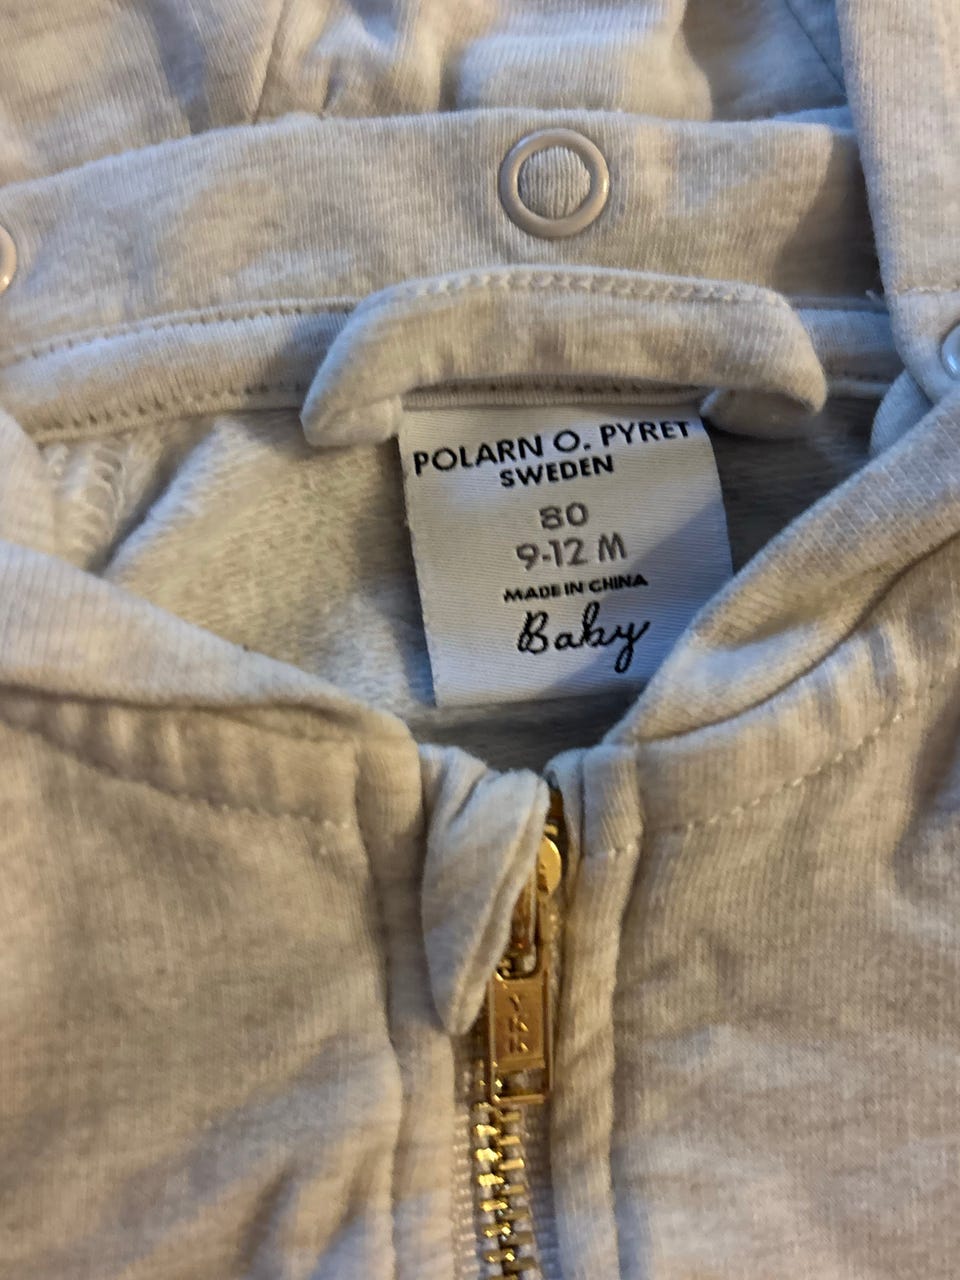 POLARN O. PYRET
SWEDEN
80
9-12 M
MADE IN CHINA
Baby